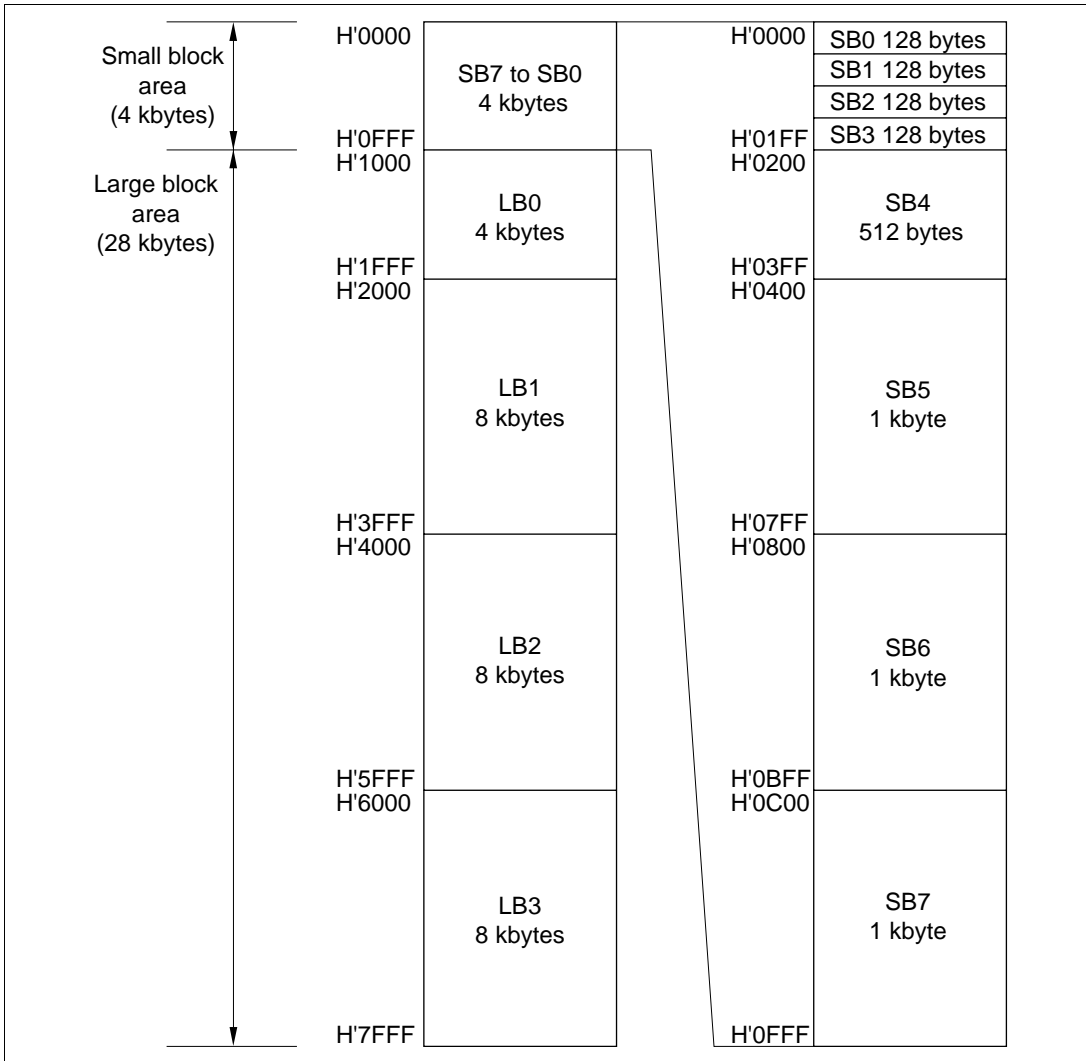 Small block
area
(4 kbytes)
Large block
area
(28 kbytes)
H'0000
SB7 to SB0
4 kbytes
H'0FFF
H'1000
LB0
4 kbytes
H'1FFF
H'2000
LB1
8 kbytes
H'3FFF
H'4000
LB2
8 kbytes
H'5FFF
H'6000
LB3
8 kbytes
H'7FFF
H'0000
SB0 128 bytes
SB1 128 bytes
SB2 128 bytes
SB3 128 bytes
H'01FF
H'0200
SB4
512 bytes
H'03FF
H'0400
SB5
1 kbyte
H'07FF
H'0800
SB6
1 kbyte
H'0BFF
H'0C00
SB7
1 kbyte
H'0FFF